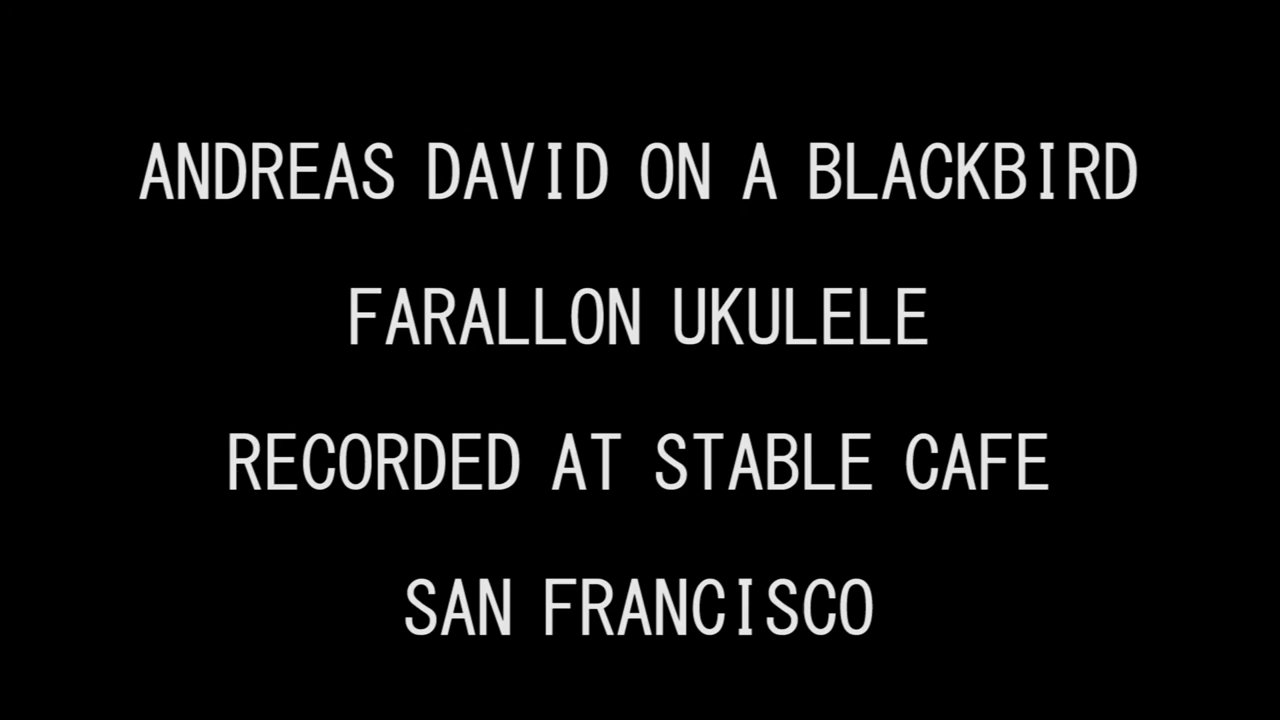 ANDREAS DAVID ON A BLACKBIRD
FARALLON UKULELE
RECORDED AT STABLE CAFE
SAN FRANCISCO